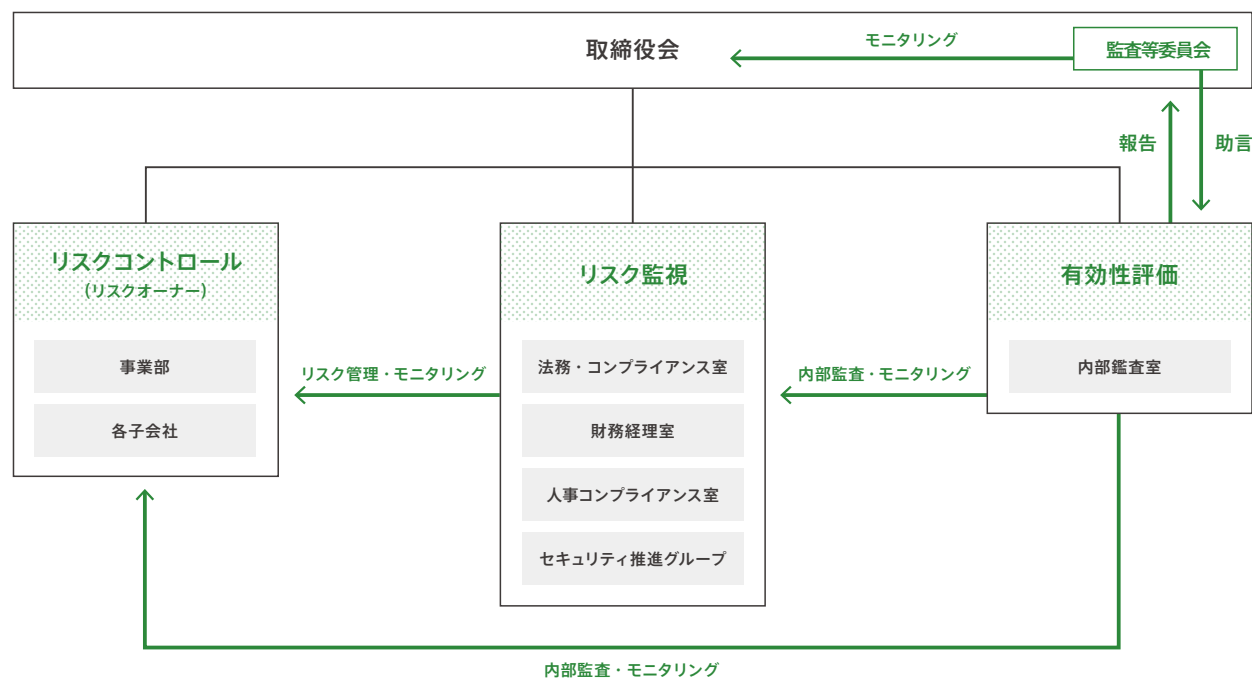 取締役会
モニタリング
監査等委員会
報告
助言
リスクコントロール
(リスクオーナー)
事業部
各子会社
リスク管理・モニタリング
リスク監視
法務・コンプライアンス室
財務経理室
人事コンプライアンス室
セキュリティ推進グループ
内部監査・モニタリング
有効性評価
内部鑑査室
内部監査・モニタリング